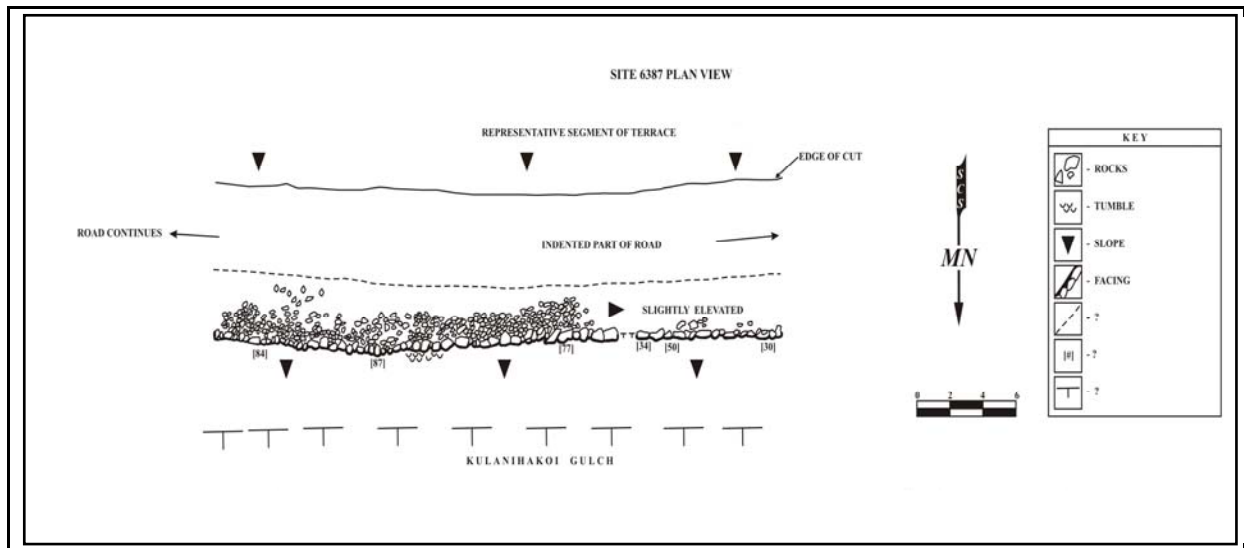 SITE 6387 PLAN VIEW
REPRESENTATIVE SEGMENT OF TERRACE
EDGE OF CUT
ROAD CONTINUES
INDENTED PART OF ROAD
SLIGHTLY ELEVATED
[84]
[87]
[77]
[34]
[50]
[30]
KULANIHAKOI GULCH
SCS
MN
0 2 4 6
KEY
- ROCKS
- TUMBLE
- SLOPE
- FACING
- ?
[#] - ?
- ?